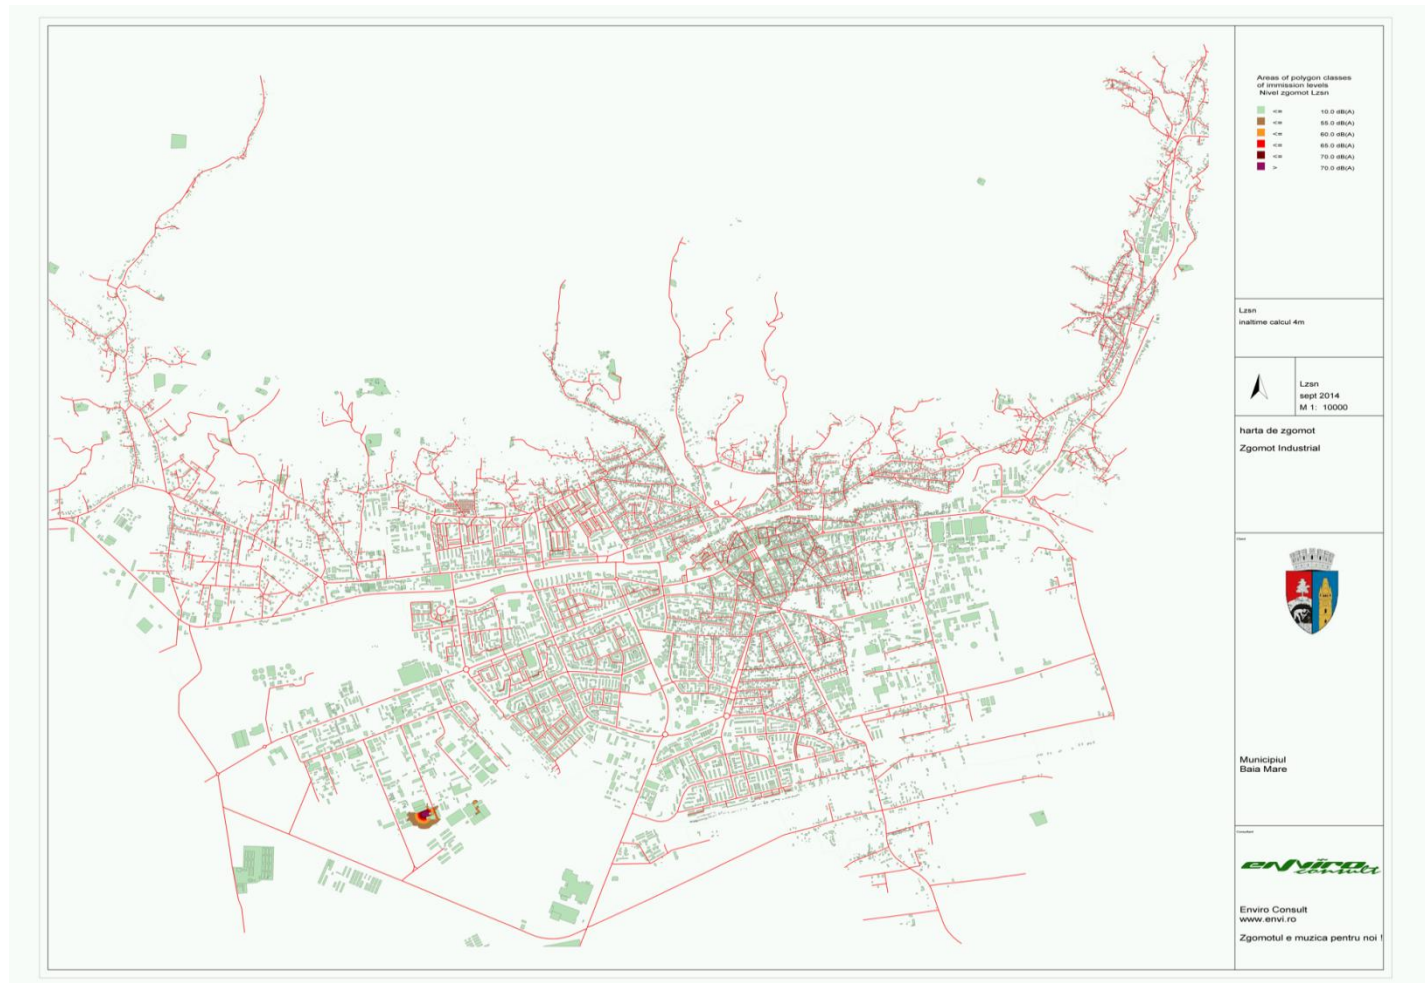 Areas of polygon classes
of immission levels
Nivel zgomot Lzsn
<= 10.0 dB(A)
<= 55.0 dB(A)
<= 60.0 dB(A)
<= 65.0 dB(A)
<= 70.0 dB(A)
> 70.0 dB(A)
Lzsn
inaltime calcul 4m
Lzsn
sept 2014
M 1: 10000
harta de zgomot
Zgomot Industrial
Municipiul
Baia Mare
enviro
consult
Enviro Consult
www.envi.ro
Zgomotul e muzica pentru noi !